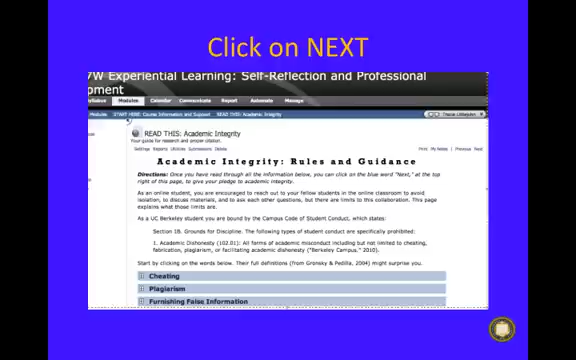 Click on NEXT
7W Experiential Learning: Self-Reflection and Professional
pment
yllabus Modules Calendar Communicate Report Automate Manage
Modules START HERE: Course Information and Support READ THIS: Academic Integrity
READ THIS: Academic Integrity
Your guide for research and proper citation.
Settings Reports Utilities Submissions Delete Print My Notes | Previous Next
Academic Integrity: Rules and Guidance
Directions: Once you have read through all the information below, you can click on the blue word "Next," at the top
right of this page, to give your pledge to academic integrity.
As an online student, you are encouraged to reach out to your fellow students in the online classroom to avoid
isolation, to discuss materials, and to ask each other questions, but there are limits to this collaboration. This page
explains what those limits are.
As a UC Berkeley student you are bound by the Campus Code of Student Conduct, which states:
Section 1B. Grounds for Discipline. The following types of student conduct are specifically prohibited:
1. Academic Dishonesty (102.01): All forms of academic misconduct including but not limited to cheating,
fabrication, plagiarism, or facilitating academic dishonesty ("Berkeley Campus," 2010).
Start by clicking on the words below. Their full definitions (from Gronsky & Pedilla, 2004) might surprise you.
Cheating
Plagiarism
Furnishing False Information